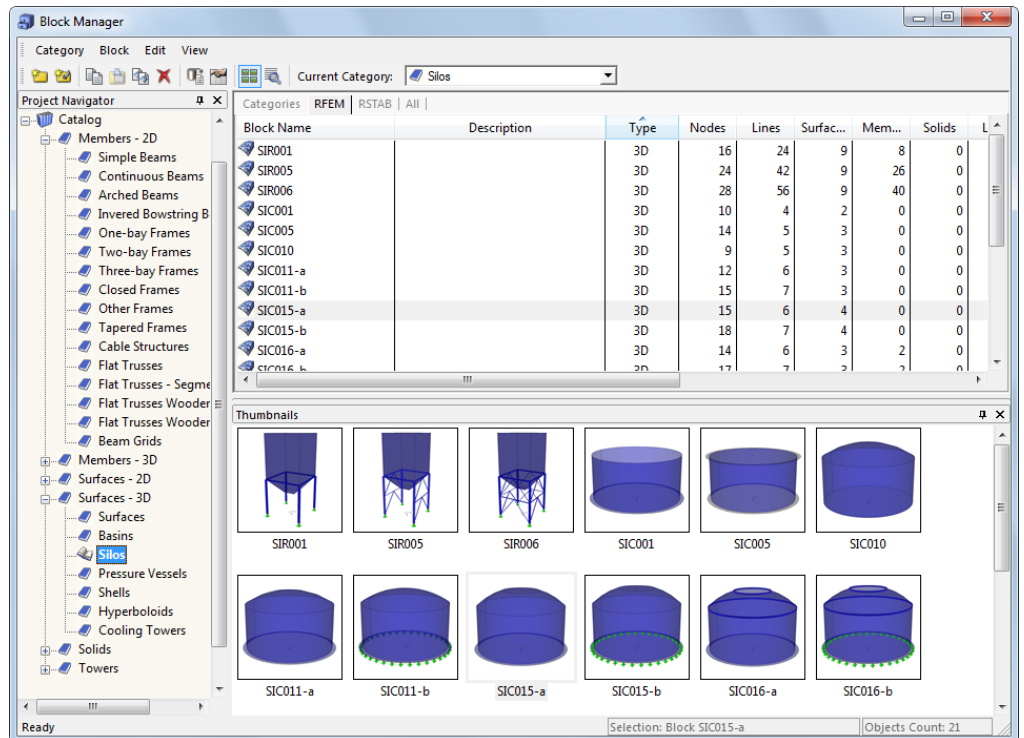 Block Manager
Category Block Edit View
Current Category: Silos
Project Navigator
Catalog
Members - 2D
Simple Beams
Continuous Beams
Arched Beams
Invered Bowstring B
One-bay Frames
Two-bay Frames
Three-bay Frames
Closed Frames
Other Frames
Tapered Frames
Cable Structures
Flat Trusses
Flat Trusses - Segme
Flat Trusses Wooder
Flat Trusses Wooder
Beam Grids
Members - 3D
Surfaces - 2D
Surfaces - 3D
Surfaces
Basins
Silos
Pressure Vessels
Shells
Hyperboloids
Cooling Towers
Solids
Towers
Categories RFEM RSTAB All
Block Name Description Type Nodes Lines Surfac... Mem... Solids L
SIR001 3D 16 24 9 8 0
SIR005 3D 24 42 9 26 0
SIR006 3D 28 56 9 40 0
SIC001 3D 10 4 2 0 0
SIC005 3D 14 5 3 0 0
SIC010 3D 9 5 3 0 0
SIC011-a 3D 12 6 3 0 0
SIC011-b 3D 15 7 3 0 0
SIC015-a 3D 15 6 4 0 0
SIC015-b 3D 18 7 4 0 0
SIC016-a 3D 14 6 3 2 0
SIC016-b 3D 17 7 3 2 0
Thumbnails
SIR001 SIR005 SIR006 SIC001 SIC005 SIC010
SIC011-a SIC011-b SIC015-a SIC015-b SIC016-a SIC016-b
Ready
Selection: Block SIC015-a
Objects Count: 21